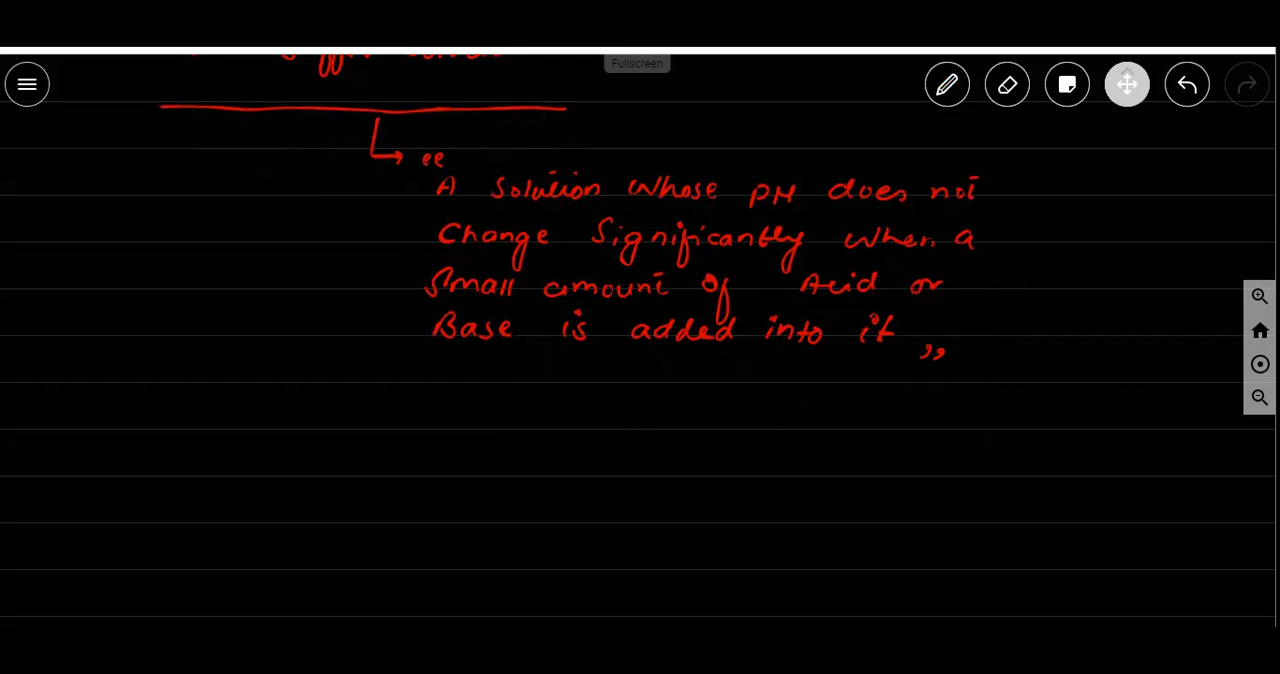 Fullscreen
“
A solution whose pH does not
Change Significantly when a
Small amount of Acid or
Base is added into it ”